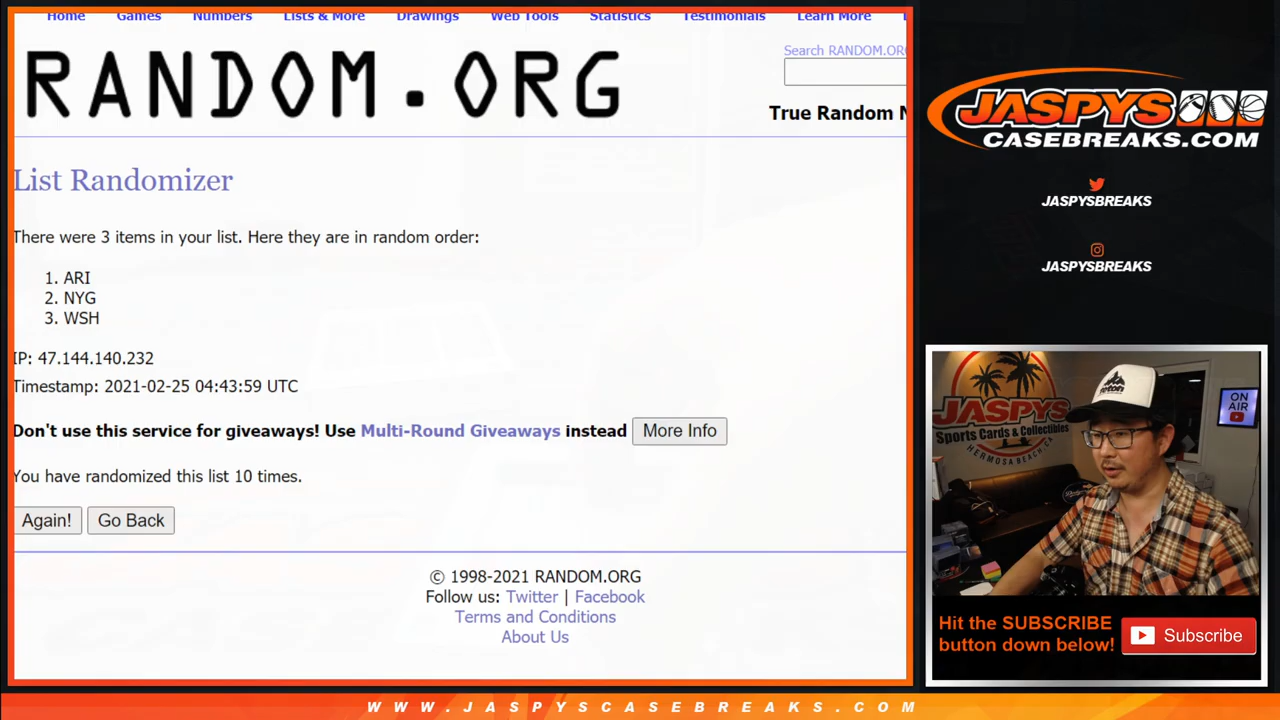 Home Games Numbers Lists & More Drawings Web Tools Statistics Testimonials Learn More
RANDOM.ORG
Search RANDOM.OR
True Random N
List Randomizer
There were 3 items in your list. Here they are in random order:
1. ARI
2. NYG
3. WSH
IP: 47.144.140.232
Timestamp: 2021-02-25 04:43:59 UTC
Don't use this service for giveaways! Use Multi-Round Giveaways instead More Info
You have randomized this list 10 times.
Again! Go Back
© 1998-2021 RANDOM.ORG
Follow us: Twitter | Facebook
Terms and Conditions
About Us
JASPYS
CASEBREAKS.COM
JASPYSBREAKS
JASPYSBREAKS
JASPYS
Sports Cards & Collectibles
HERMOSA BEACH, CA
ON
AIR
Hit the SUBSCRIBE
button down below!
Subscribe
WWW.JASPYSCASEBREAKS.COM